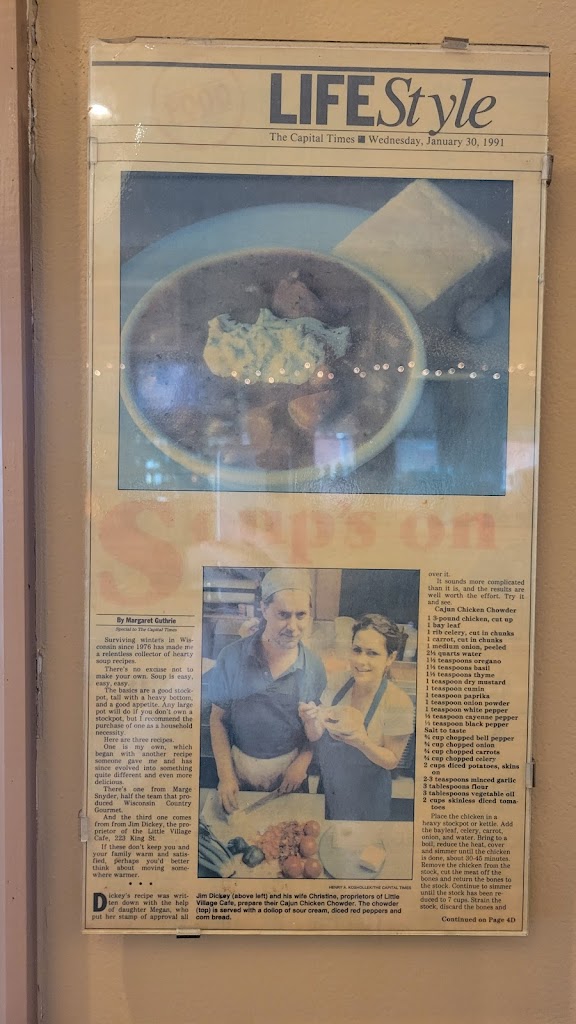 LIFEStyle
The Capital Times ■ Wednesday, January 30, 1991
Soup's on
By Margaret Guthrie
Special to The Capital Times
Surviving winters in Wis-
consin since 1976 has made me
a relentless collector of hearty
soup recipes.
There's no excuse not to
make your own. Soup is easy,
easy, easy.
The basics are a good stock-
pot, tall with a heavy bottom,
and a good appetite. Any large
pot will do if you don't own a
stockpot, but I recommend the
purchase of one as a household
necessity.
Here are three recipes.
One is my own, which
began with another recipe
someone gave me and has
since evolved into something
quite different and even more
delicious.
There's one from Marge
Snyder, half the team that pro-
duced Wisconsin Country
Gourmet.
And the third one comes
from from Jim Dickey, the pro-
prietor of the Little Village
Cafe, 223 King St.
If these don't keep you and
your family warm and satis-
fied, perhaps you'd better
think about moving some-
where warmer.
• • •
Dickey's recipe was writ-
ten down with the help
of daughter Megan, who
put her stamp of approval all
HENRY A. KOSHOLLEK/THE CAPITAL TIMES
Jim Dickey (above left) and his wife Christine, proprietors of Little
Village Cafe, prepare their Cajun Chicken Chowder. The chowder
(top) is served with a dollop of sour cream, diced red peppers and
corn bread.
over it.
It sounds more complicated
than it is, and the results are
well worth the effort. Try it
and see.
Cajun Chicken Chowder
1 3-pound chicken, cut up
1 bay leaf
1 rib celery, cut in chunks
1 carrot, cut in chunks
1 medium onion, peeled
2½ quarts water
1½ teaspoons oregano
1½ teaspoons basil
1½ teaspoons thyme
1 teaspoon dry mustard
1 teaspoon cumin
1 teaspoon paprika
1 teaspoon onion powder
1 teaspoon white pepper
teaspoon cayenne pepper
teaspoon black pepper
Salt to taste
¾ cup chopped bell pepper
¾ cup chopped onion
¾ cup chopped carrots
¾ cup chopped celery
2 cups diced potatoes, skins
on
2-3 teaspoons minced garlic
3 tablespoons flour
3 tablespoons vegetable oil
2 cups skinless diced toma-
toes
Place the chicken in a
heavy stockpot or kettle. Add
the bayleaf, celery, carrot,
onion, and water. Bring to a
boil; reduce the heat, cover
and simmer until the chicken
is done, about 30-45 minutes.
Remove the chicken from the
stock, cut the meat off the
bones and return the bones to
the stock. Continue to simmer
until the stock has been re-
duced to 7 cups. Strain the
stock, discard the bones and
Continued on Page 4D